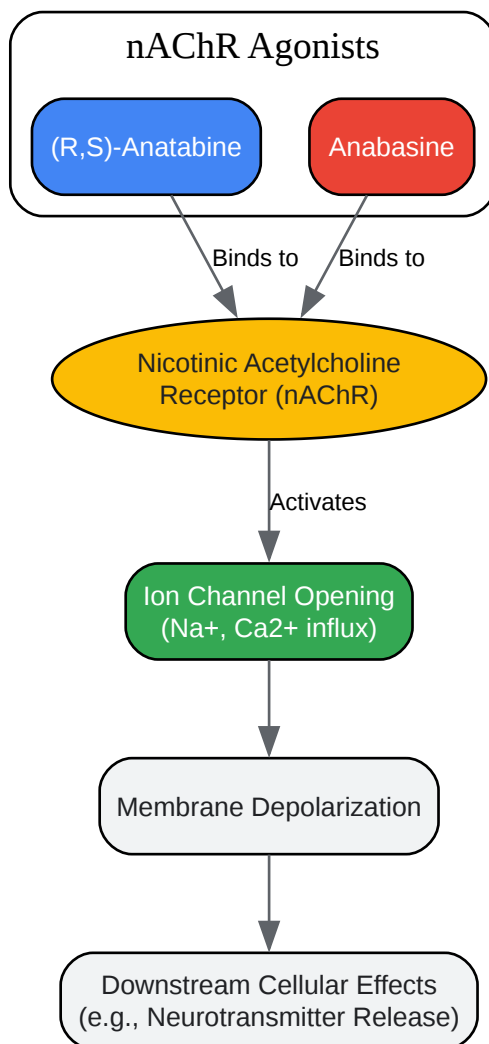 nAChR Agonists
(R,S)-Anatabine
Anabasine
Binds to
Binds to
Nicotinic Acetylcholine
Receptor (nAChR)
Activates
Ion Channel Opening
(Na+, Ca2+ influx)
Membrane Depolarization
Downstream Cellular Effects
(e.g., Neurotransmitter Release)